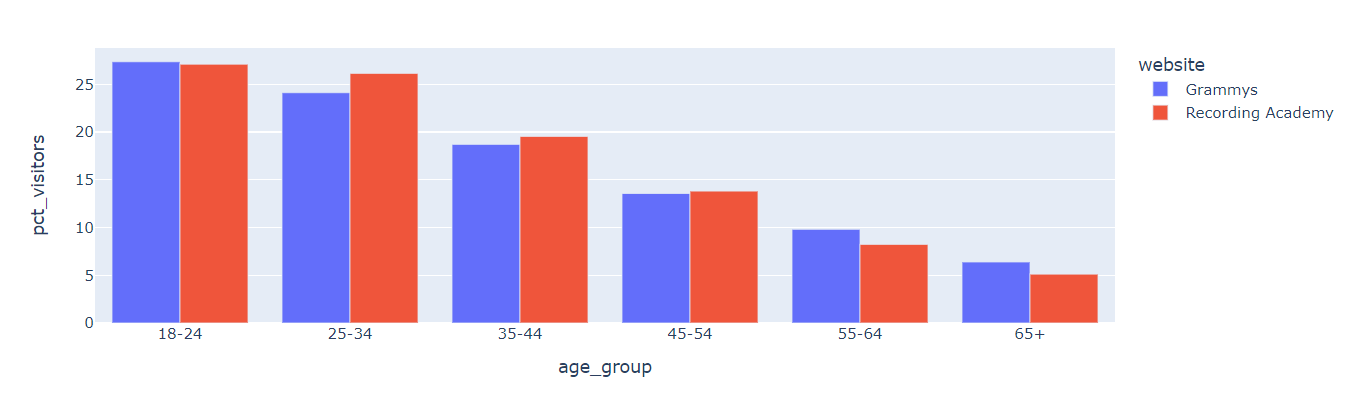 website
Grammys
Recording Academy
pct_visitors
25
20
15
10
5
0
18-24 25-34 35-44 45-54 55-64 65+
age_group